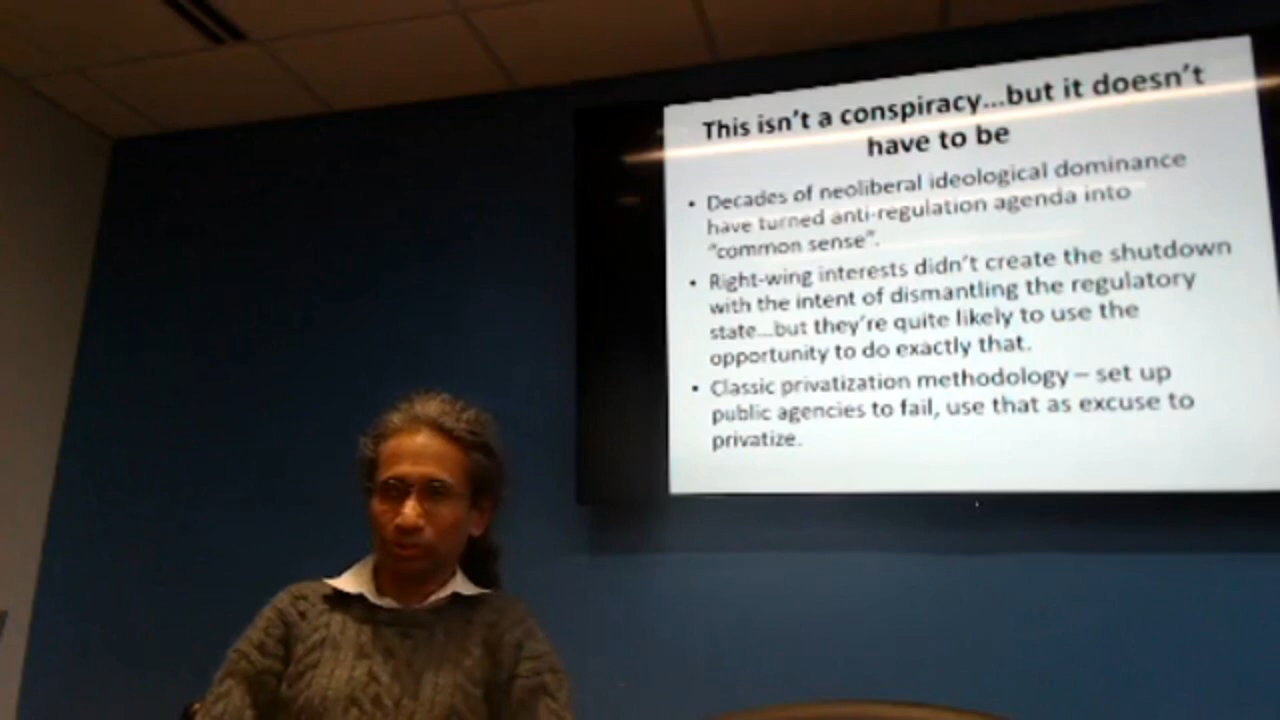 This isn't a conspiracy...but it doesn't
have to be
• Decades of neoliberal ideological dominance
have turned anti-regulation agenda into
"common sense".
• Right-wing interests didn't create the shutdown
with the intent of dismantling the regulatory
state...but they're quite likely to use the
opportunity to do exactly that.
• Classic privatization methodology – set up
public agencies to fail, use that as excuse to
privatize.